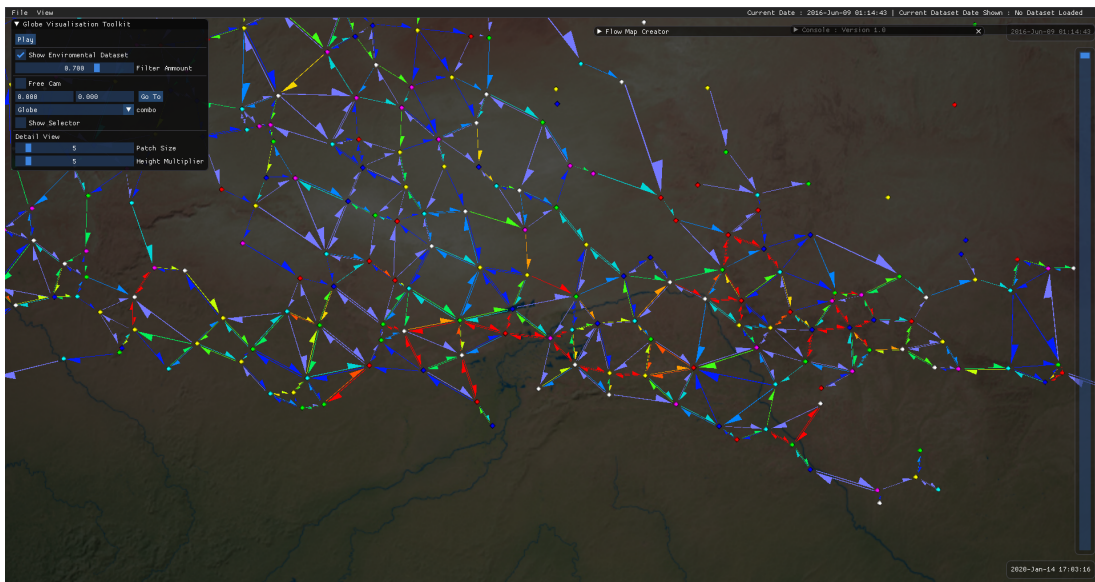 File View
Current Date : 2016-Jun-09 01:14:43 | Current Dataset Date Shown : No Dataset Loaded
Globe Visualisation Toolkit
Play
Show Enviromental Dataset
0.700 Filter Amount
Free Cam
0.000 0.000 Go To
Globe combo
Show Selector
Detail View
5 Patch Size
5 Height Multiplier
Flow Map Creator
Console : Version 1.0
2016-Jun-09 01:14:43
2020-Jan-14 17:03:16